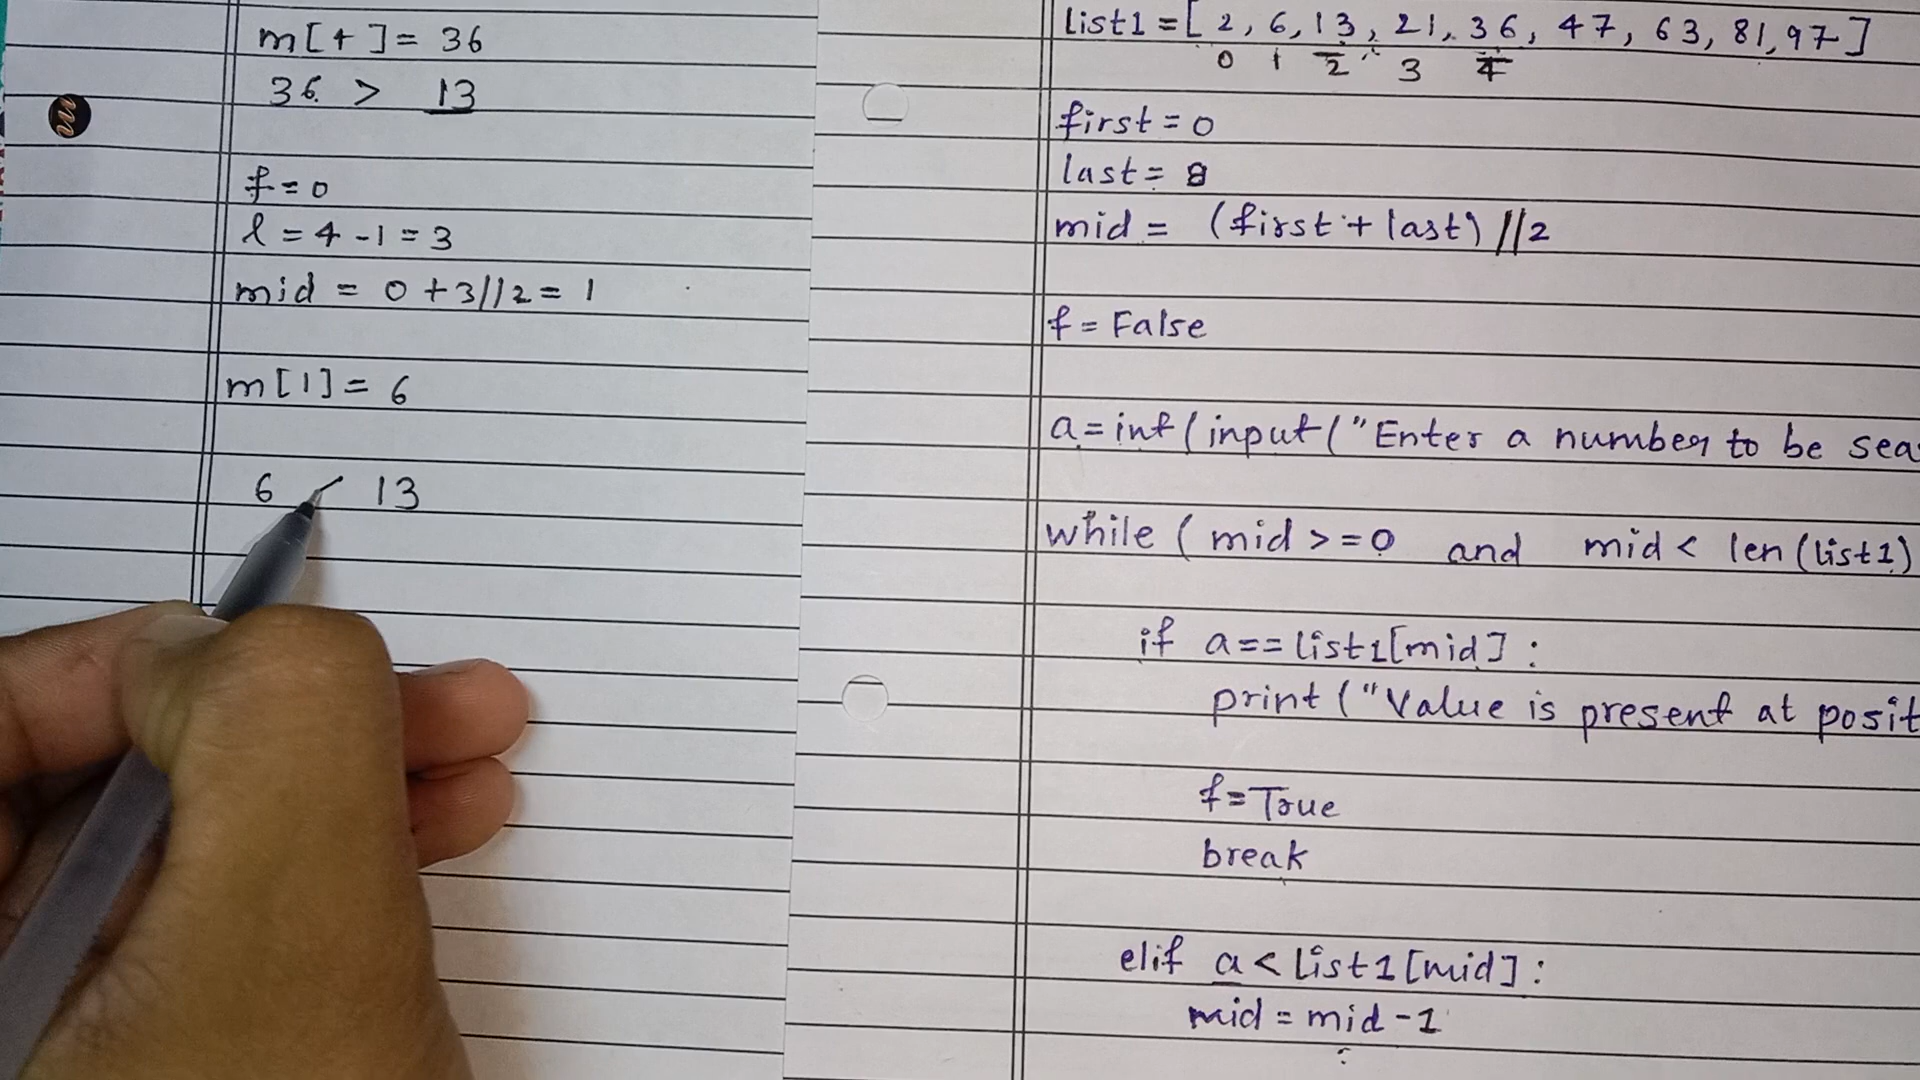 m[4]= 36
36 > 13
f=0
l = 4-1 = 3
mid = 0+3//2 = 1
m[1]= 6
6 13
list1=[ 2, 6, 13, 21, 36, 47, 63, 81, 97]
0 1 2 3 4
first=0
last= 8
mid = (first + last) //2
f = False
a=int(input("Enter a number to be sea
while ( mid >=0 and mid < len(list1)
if a==list1[mid]:
print("Value is present at posit
f=True
break
elif a<list1[mid]:
mid = mid-1